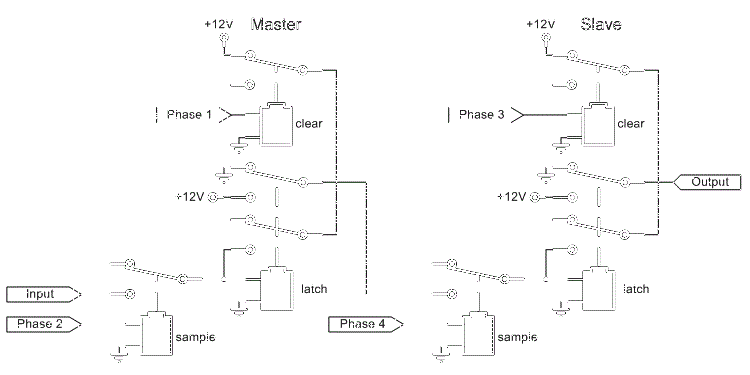 +12V Master +12V Slave
Phase 1 clear Phase 3 clear
+12V +12V Output
Input latch latch
Phase 2 sample Phase 4 sample